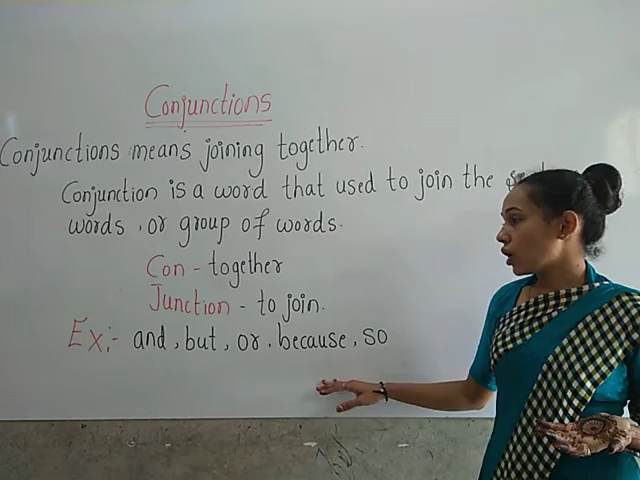 Conjunctions
Conjunctions means joining together.
Conjunction is a word that used to join the
words, or group of words.
Con - together
Junction - to join.
Ex:- and, but, or, because, so